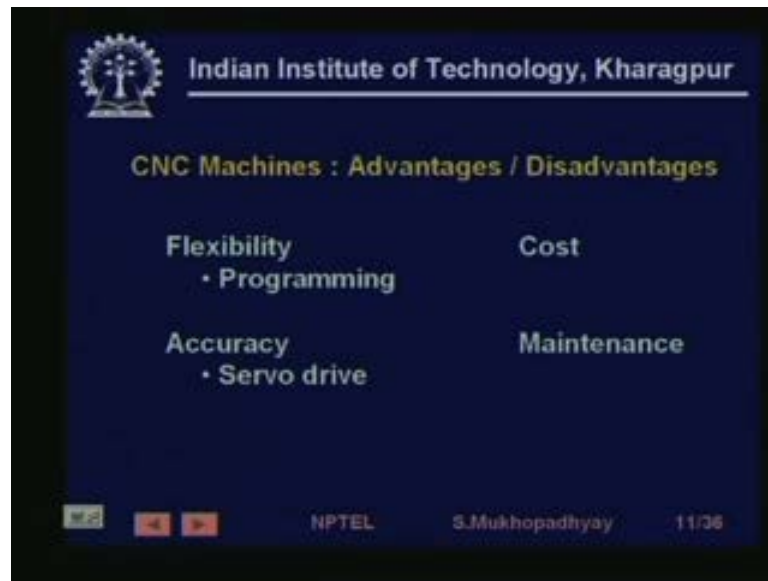 Indian Institute of Technology, Kharagpur
CNC Machines : Advantages / Disadvantages
Flexibility
• Programming
Cost
Accuracy
• Servo drive
Maintenance
NPTEL S.Mukhopadhyay 11/36